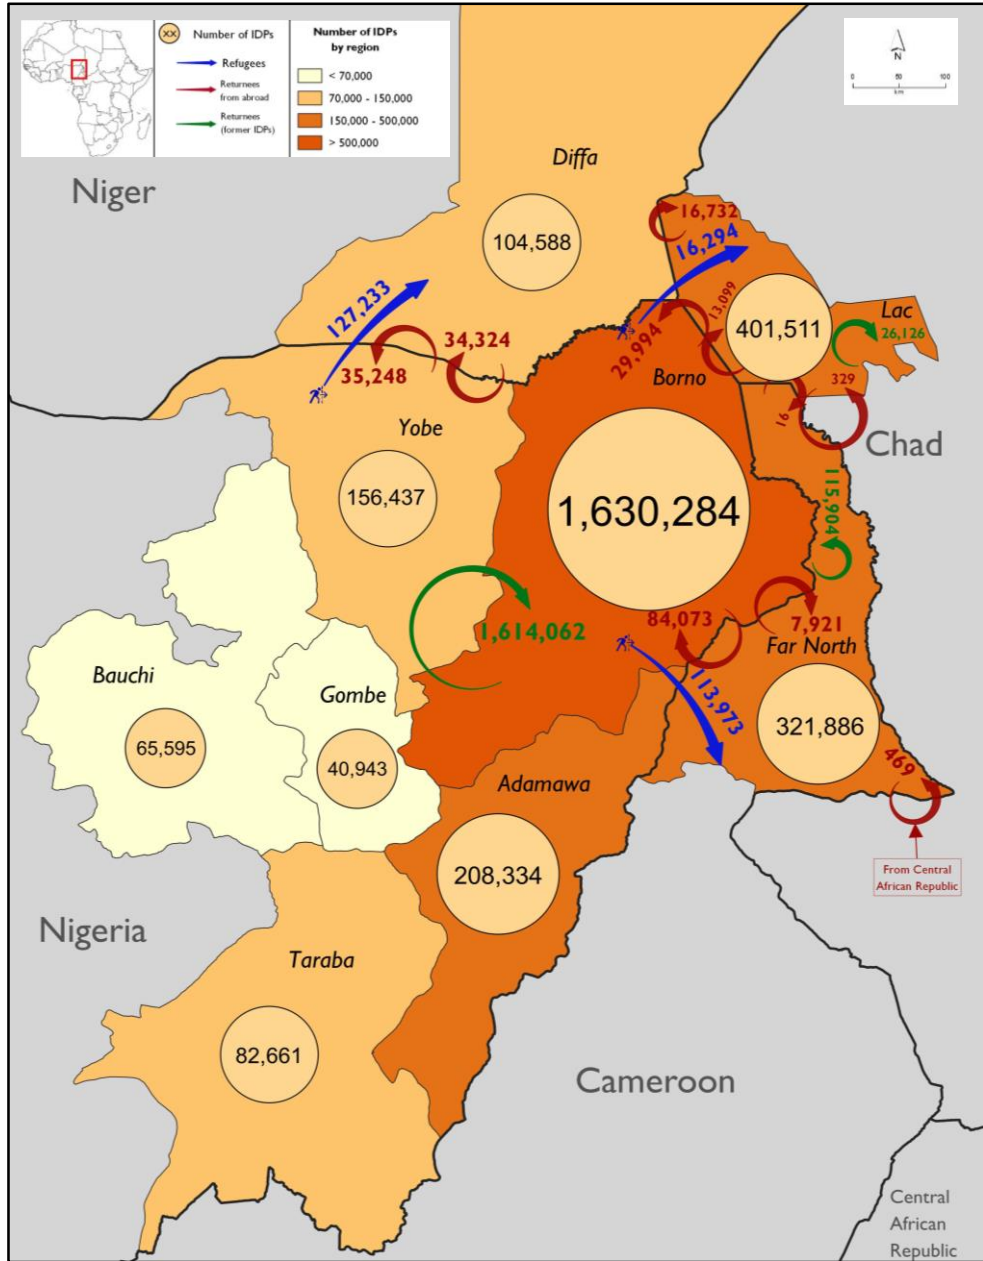 XX
Number of IDPs
Refugees
Returnees
from abroad
Returnees
(former IDPs)
Number of IDPs
by region
< 70,000
70,000 - 150,000
150,000 - 500,000
> 500,000
N
0
50
100
km
Niger
Diffa
104,588
16,732
16,294
127,233
13,099
401,511
Lac
26,126
34,324
35,248
29,994
Borno
329
16
Chad
Yobe
156,437
1,630,284
115,904
1,614,062
84,073
7,921
Far North
Bauchi
65,595
Gombe
40,943
113,973
321,886
469
Adamawa
208,334
From Central
African Republic
Nigeria
Taraba
82,661
Cameroon
Central
African
Republic